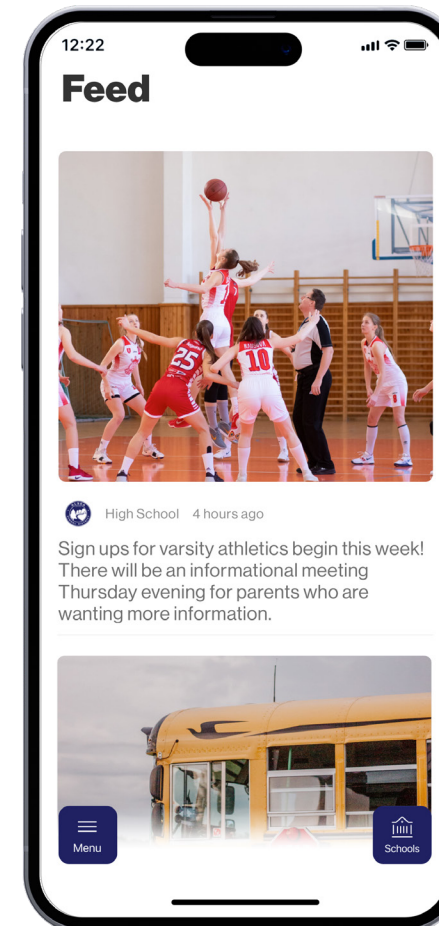 12:22
Feed
25
10
High School 4 hours ago
Sign ups for varsity athletics begin this week!
There will be an informational meeting
Thursday evening for parents who are
wanting more information.
Menu
Schools